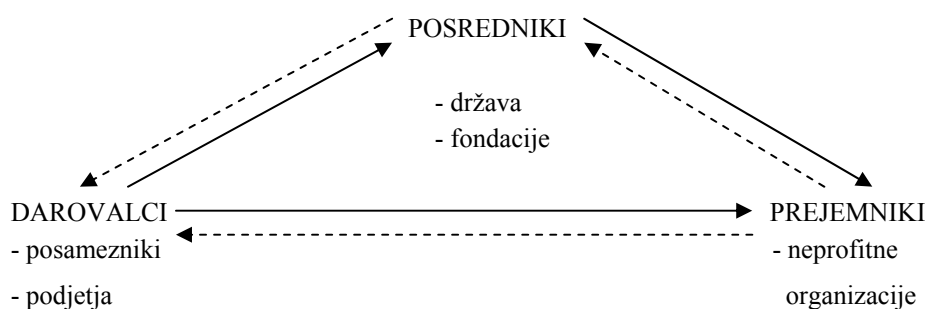 POSREDNIKI
- država
- fondacije
DAROVALCI
- posamezniki
- podjetja
PREJEMNIKI
- neprofitne
organizacije